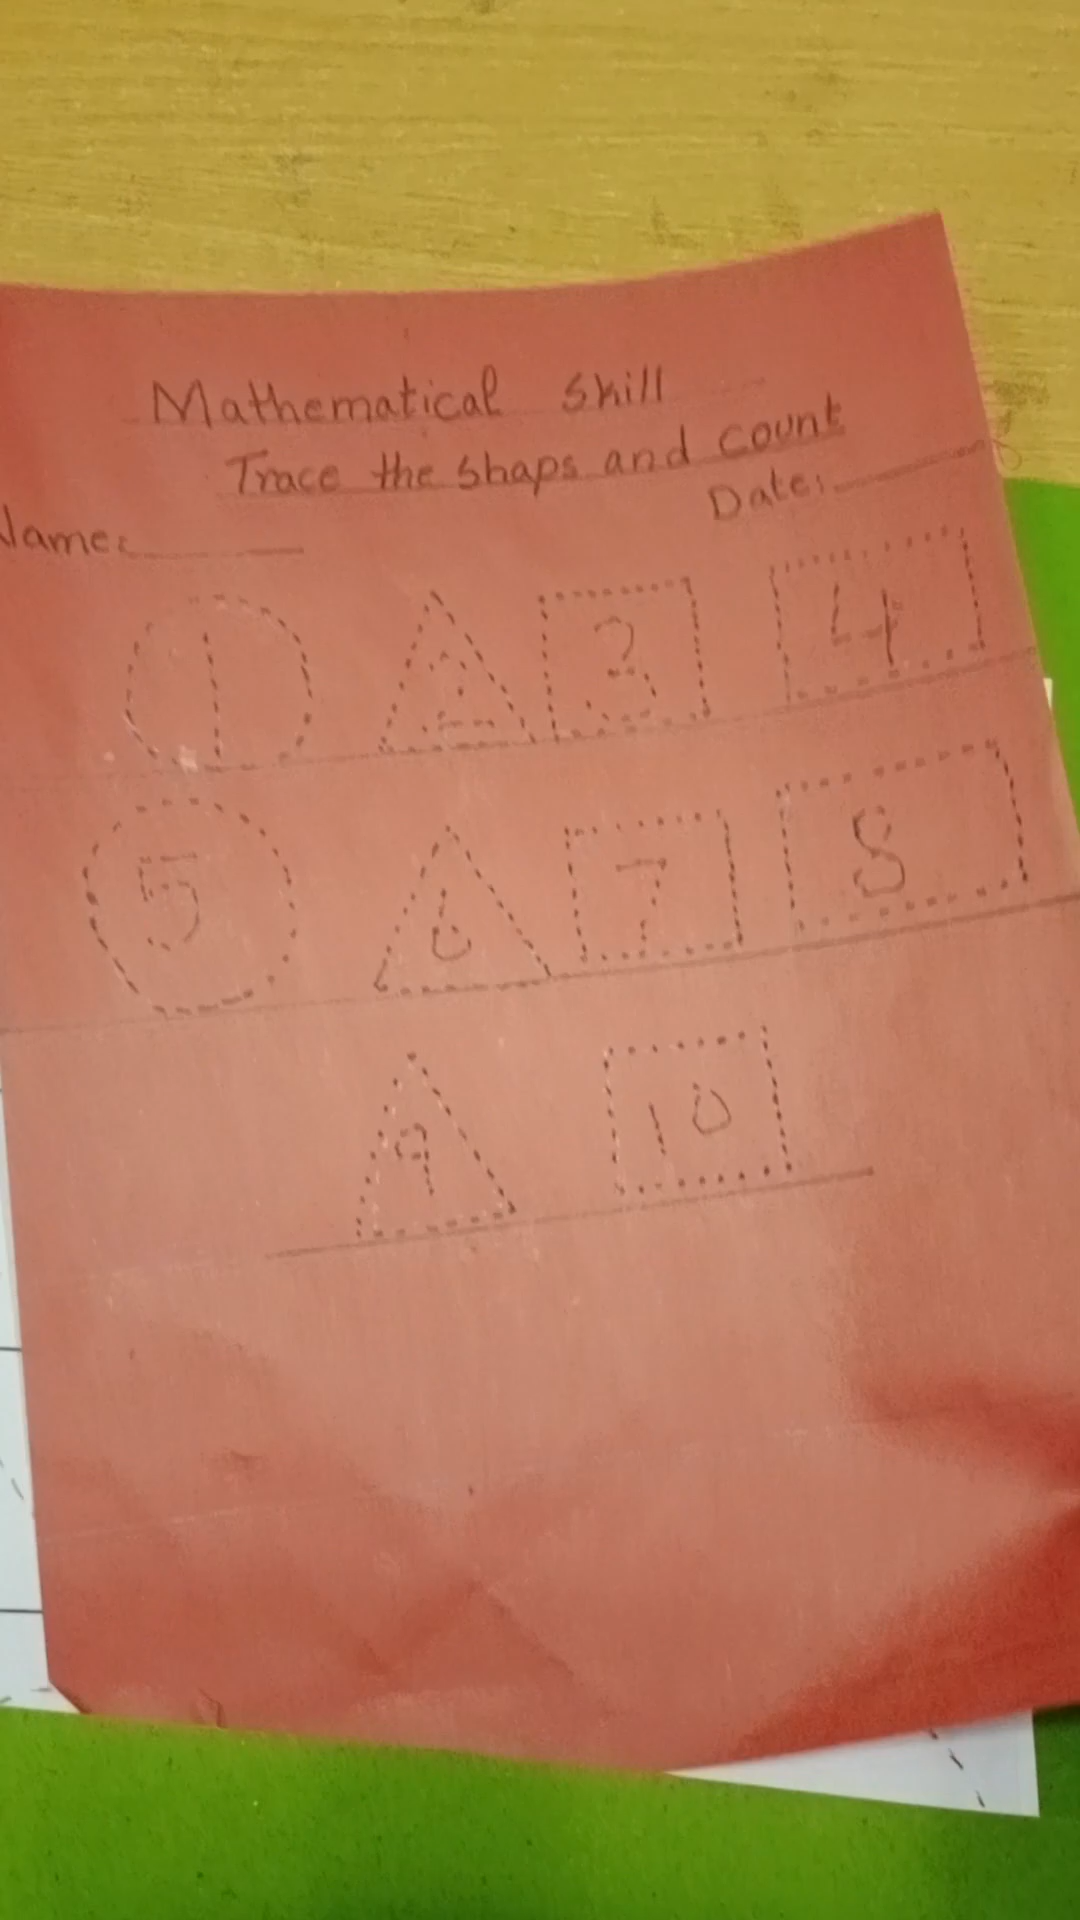 Mathematical Skill
Trace the shaps and count
Name: Date:
1 2 3 4
5 6 7 8
9 10